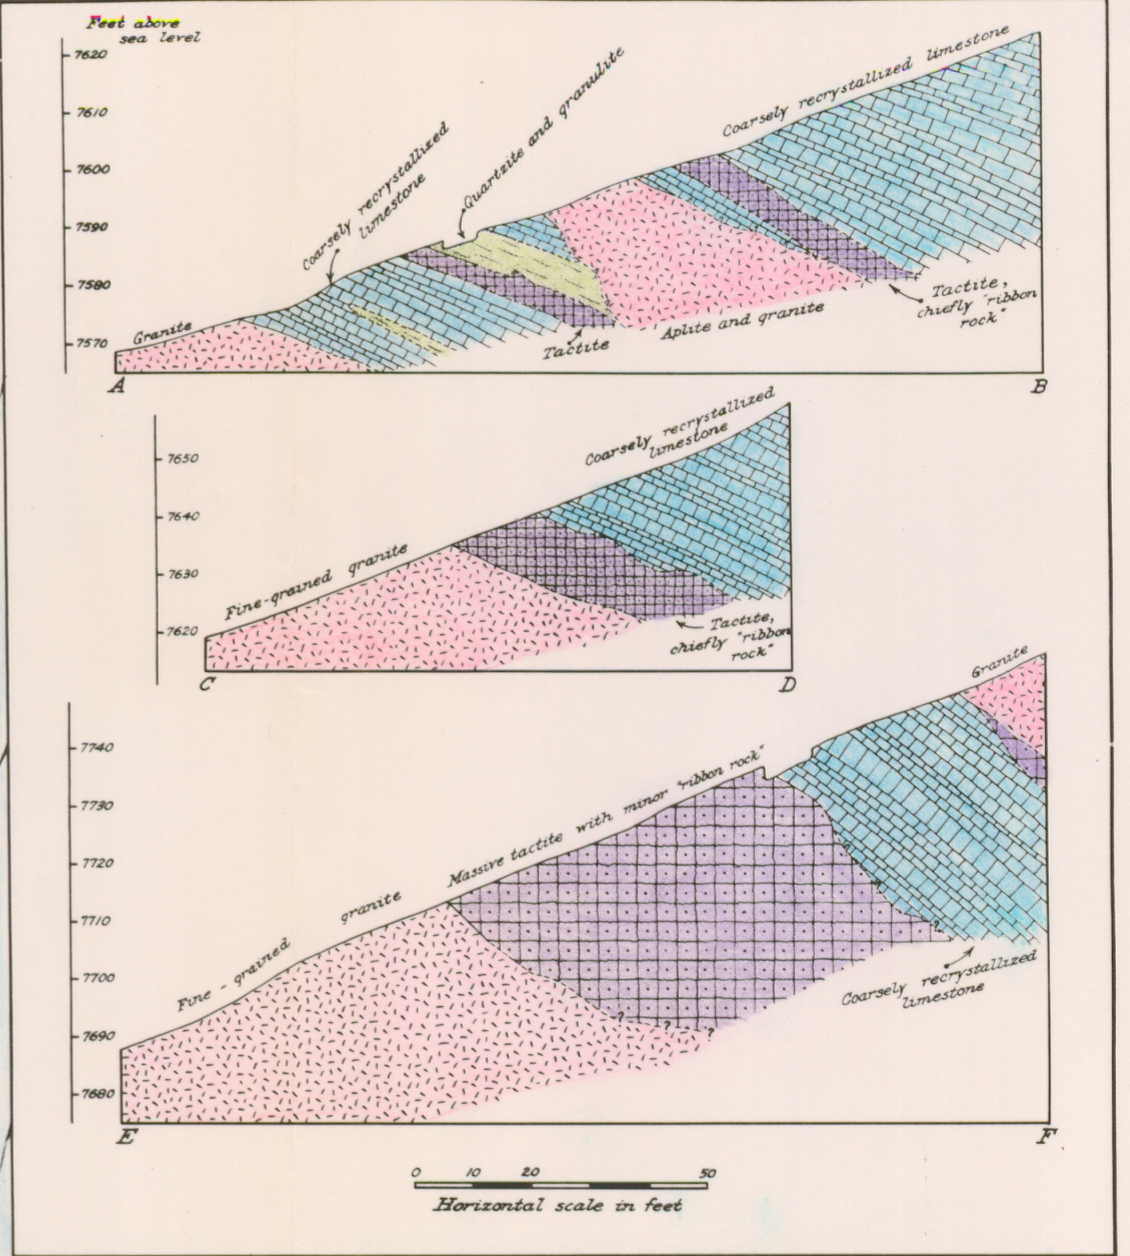 Feet above
sea level
7620
7610
7600
7590
7580
7570
Granite
Coarsely recrystallized
limestone
Quartzite and granulite
Coarsely recrystallized limestone
Tactite
Aplite and granite
Tactite,
chiefly "ribbon
rock"
A
B
7650
7640
7630
7620
Fine-grained granite
Coarsely recrystallized
limestone
Tactite,
chiefly "ribbon
rock"
C
D
7740
7730
7720
7710
7700
7690
7680
Fine-grained granite
Massive tactite with minor "ribbon rock"
Granite
?
? ? ?
Coarsely recrystallized
limestone
E
F
0 10 20 50
Horizontal scale in feet